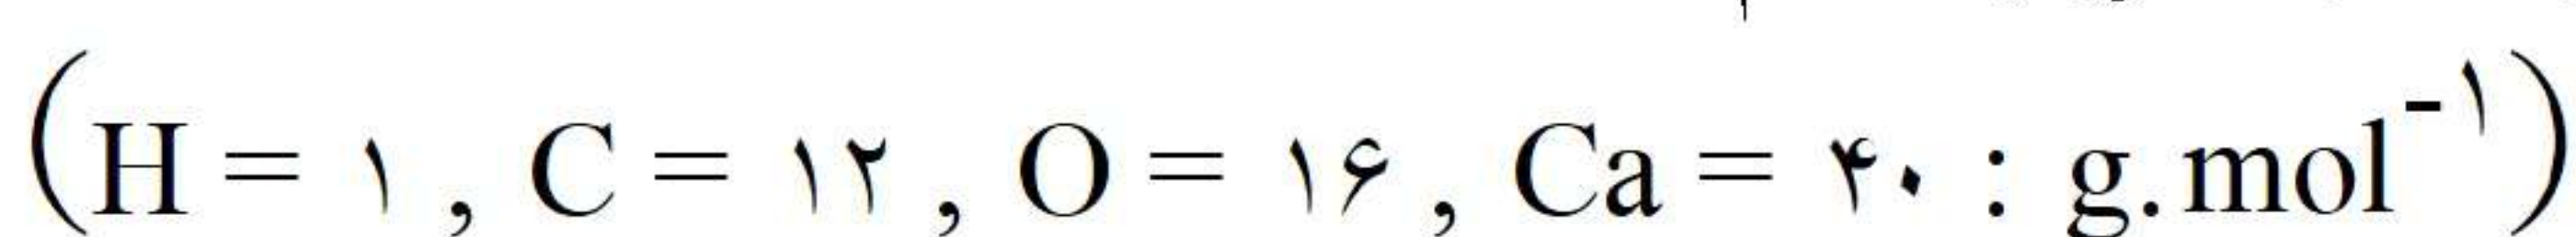 (H = ۱ , C = ۱۲ , O = ۱۶ , Ca = ۴۰ : g.mol⁻¹)